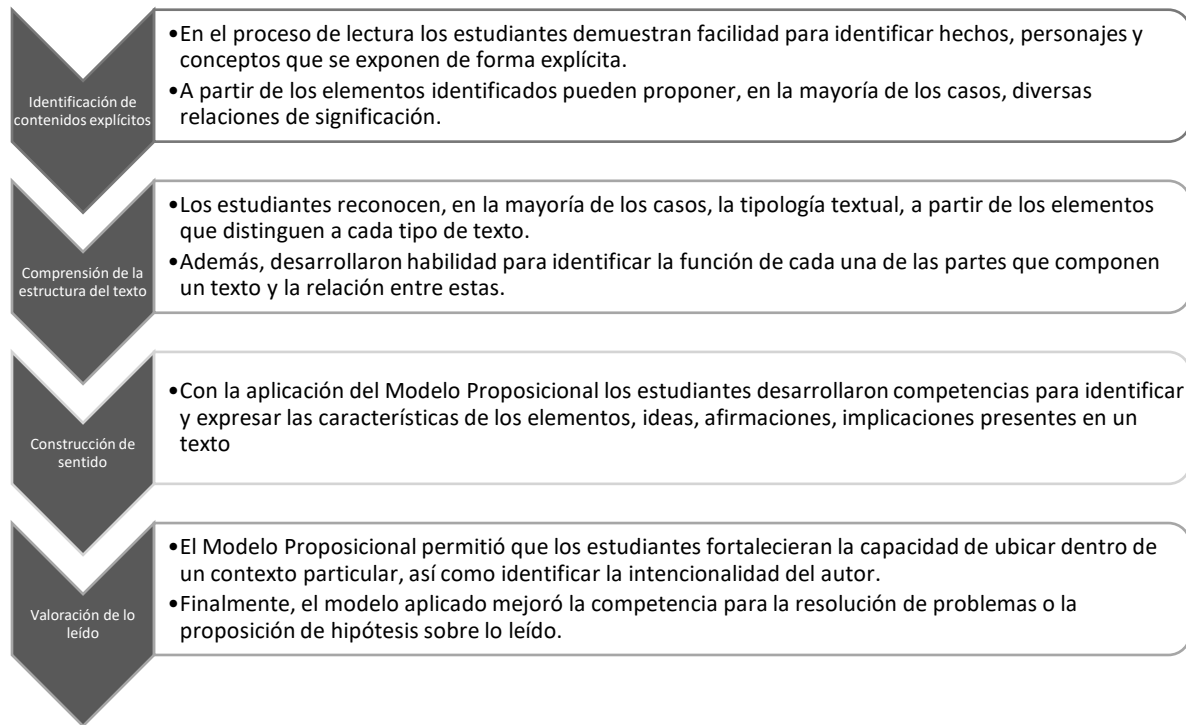 Identificación de
contenidos explícitos
•En el proceso de lectura los estudiantes demuestran facilidad para identificar hechos, personajes y
conceptos que se exponen de forma explícita.
•A partir de los elementos identificados pueden proponer, en la mayoría de los casos, diversas
relaciones de significación.
Comprensión de la
estructura del texto
•Los estudiantes reconocen, en la mayoría de los casos, la tipología textual, a partir de los elementos
que distinguen a cada tipo de texto.
•Además, desarrollaron habilidad para identificar la función de cada una de las partes que componen
un texto y la relación entre estas.
Construcción de
sentido
•Con la aplicación del Modelo Proposicional los estudiantes desarrollaron competencias para identificar
y expresar las características de los elementos, ideas, afirmaciones, implicaciones presentes en un
texto
Valoración de lo
leído
•El Modelo Proposicional permitió que los estudiantes fortalecieran la capacidad de ubicar dentro de
un contexto particular, así como identificar la intencionalidad del autor.
•Finalmente, el modelo aplicado mejoró la competencia para la resolución de problemas o la
proposición de hipótesis sobre lo leído.